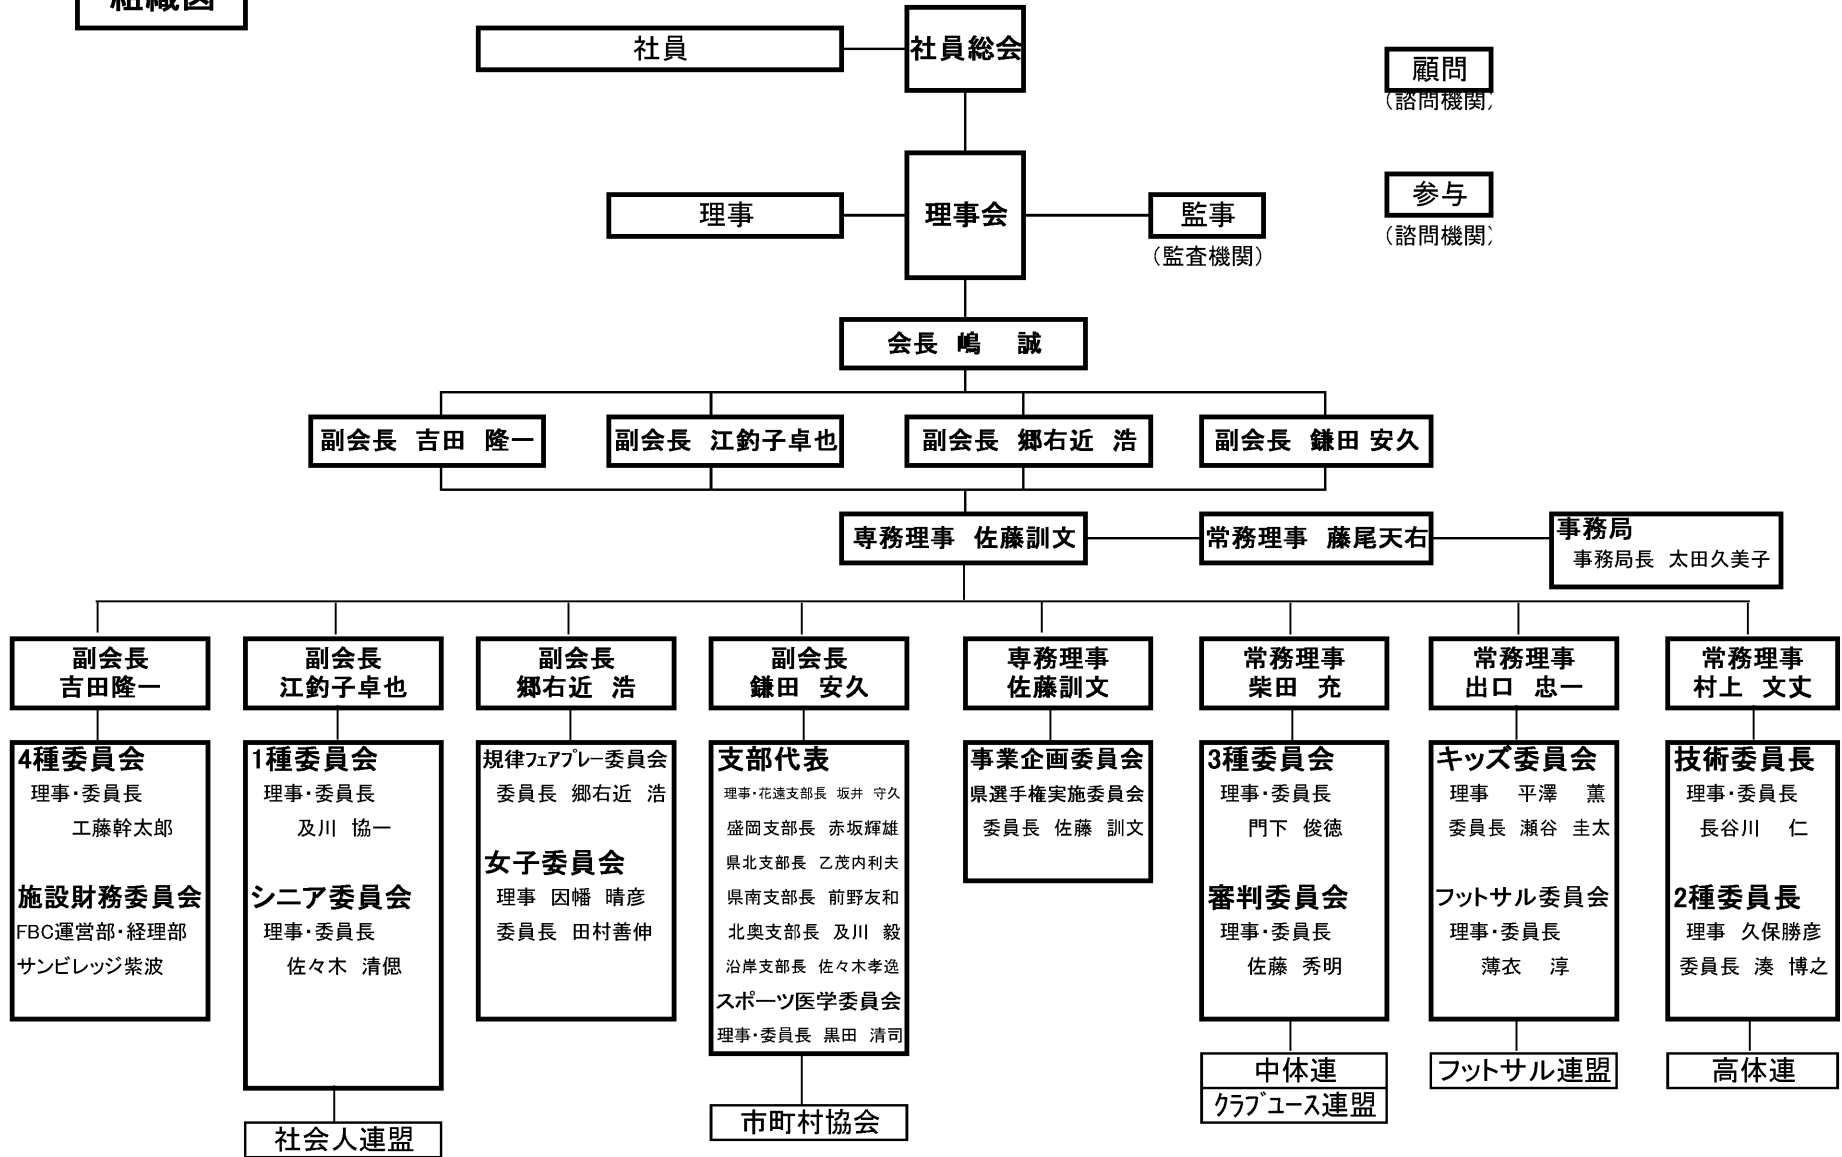 組織図
社員
社員総会
顧問
（諮問機関）
理事
理事会
監事
（監査機関）
参与
（諮問機関）
会長 嶋 誠
副会長 吉田 隆一
副会長 江釣子卓也
副会長 郷右近 浩
副会長 鎌田 安久
専務理事 佐藤訓文
常務理事 藤尾天右
事務局
事務局長 太田久美子
副会長
吉田隆一
副会長
江釣子卓也
副会長
郷右近 浩
副会長
鎌田 安久
専務理事
佐藤訓文
常務理事
柴田 充
常務理事
出口 忠一
常務理事
村上 文丈
4種委員会
理事・委員長
工藤幹太郎
施設財務委員会
FBC運営部・経理部
サンビレッジ紫波
1種委員会
理事・委員長
及川 協一
シニア委員会
理事・委員長
佐々木 清偲
社会人連盟
規律フェアプレー委員会
委員長 郷右近 浩
女子委員会
理事 因幡 晴彦
委員長 田村善伸
支部代表
理事・花遠支部長 坂井 守久
盛岡支部長 赤坂輝雄
県北支部長 乙茂内利夫
県南支部長 前野友和
北奥支部長 及川 毅
沿岸支部長 佐々木孝逸
スポーツ医学委員会
理事・委員長 黒田 清司
市町村協会
事業企画委員会
県選手権実施委員会
委員長 佐藤 訓文
3種委員会
理事・委員長
門下 俊徳
審判委員会
理事・委員長
佐藤 秀明
中体連
クラブユース連盟
キッズ委員会
理事 平澤 薫
委員長 瀬谷 圭太
フットサル委員会
理事・委員長
薄衣 淳
フットサル連盟
技術委員長
理事・委員長
長谷川 仁
2種委員長
理事 久保勝彦
委員長 湊 博之
高体連